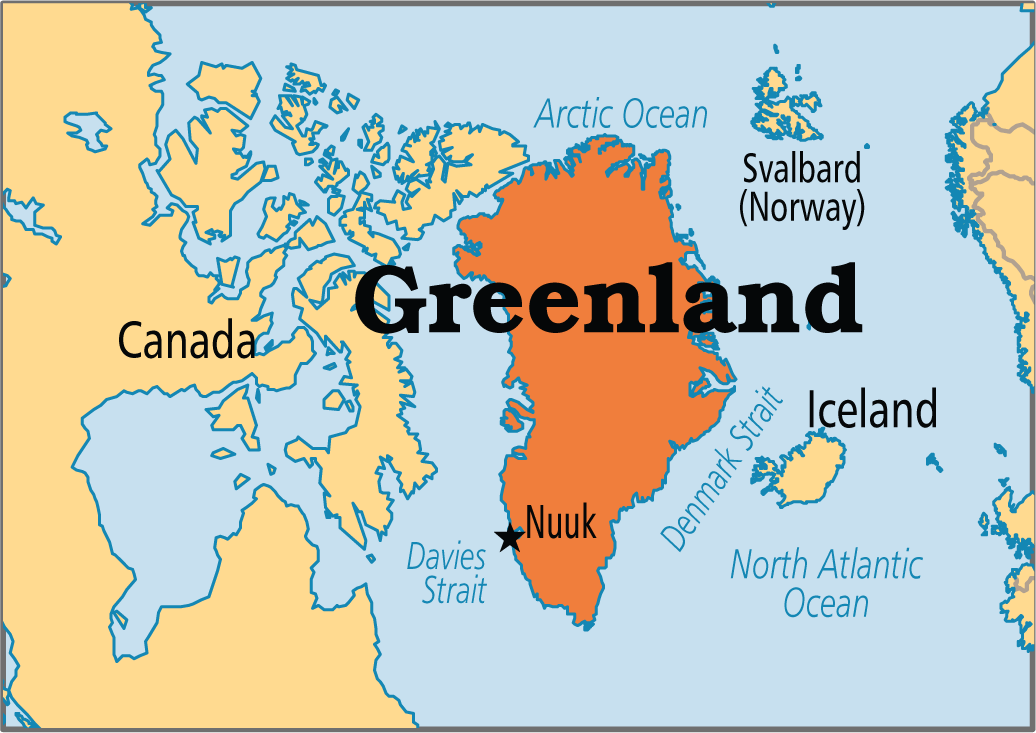 Arctic Ocean
Svalbard
(Norway)
Greenland
Canada
Iceland
Denmark Strait
Nuuk
Davies
Strait
North Atlantic
Ocean